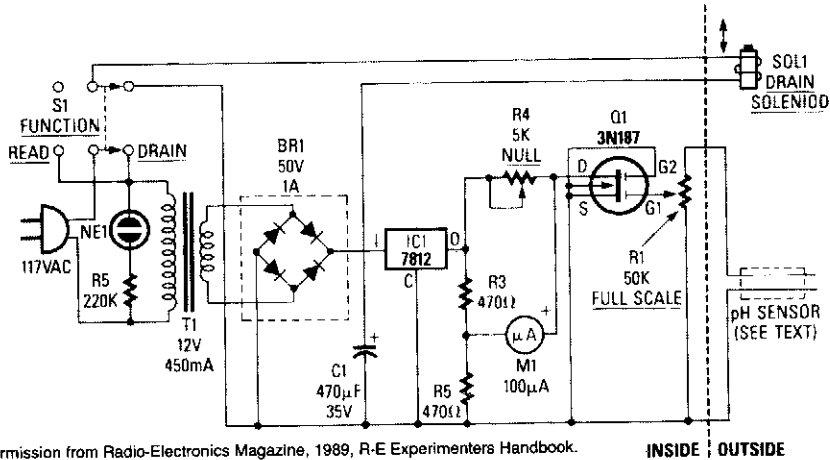 S1
FUNCTION
READ
DRAIN
117VAC
NE1
R5
220K
T1
12V
450mA
BR1
50V
1A
C1
470µF
35V
+
I
IC1
7812
O
C
R3
470Ω
R5
470Ω
R4
5K
NULL
+
µA
M1
100µA
Q1
3N187
D
S
G2
G1
R1
50K
FULL SCALE
SOL1
DRAIN
SOLENIOD
pH SENSOR
(SEE TEXT)
rmission from Radio-Electronics Magazine, 1989, R-E Experimenters Handbook.
INSIDE | OUTSIDE